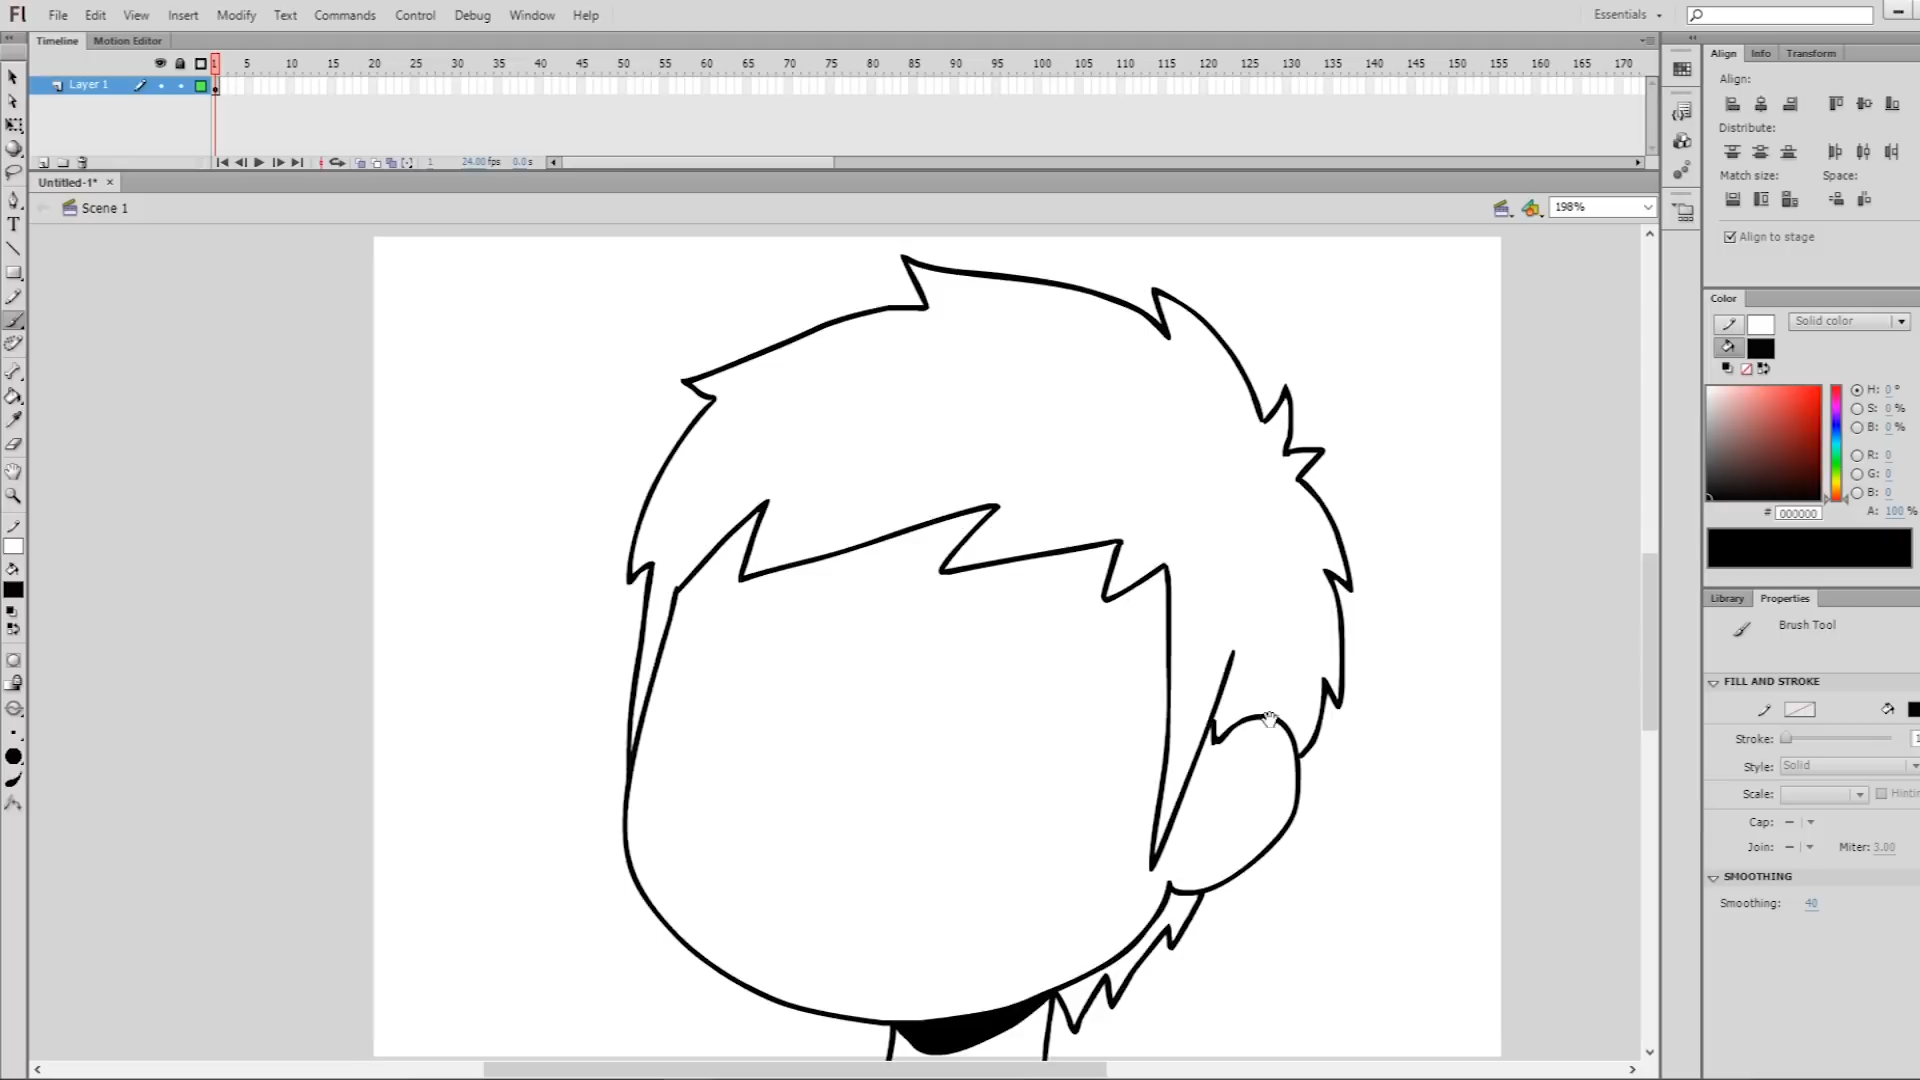 Fl File Edit View Insert Modify Text Commands Control Debug Window Help Essentials
Timeline Motion Editor
1 5 10 15 20 25 30 35 40 45 50 55 60 65 70 75 80 85 90 95 100 105 110 115 120 125 130 135 140 145 150 155 160 165 170
Layer 1
1 24.00 fps 0.0 s
Untitled-1*
Scene 1
198%
Align Info Transform
Align:
Distribute:
Match size: Space:
Align to stage
Color
Solid color
H: 0 °
S: 0 %
B: 0 %
R: 0
G: 0
B: 0
# 000000 A: 100 %
Library Properties
Brush Tool
FILL AND STROKE
Stroke: 1
Style: Solid
Scale: Hintin
Cap:
Join: Miter: 3.00
SMOOTHING
Smoothing: 40